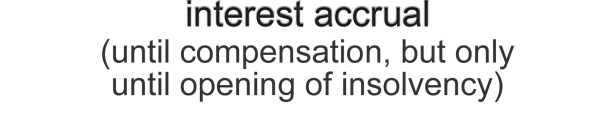 interest accrual
(until compensation, but only
until opening of insolvency)